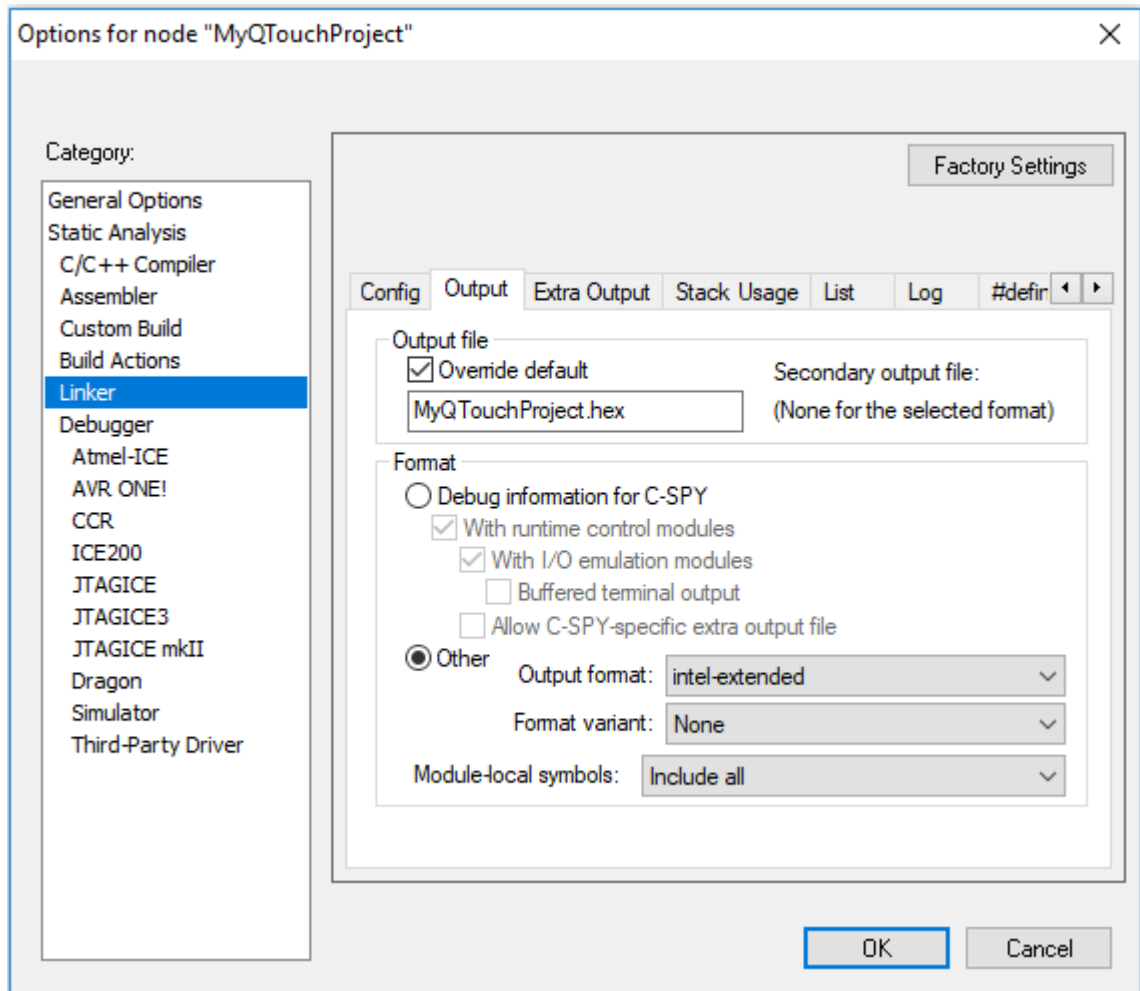 Options for node "MyQTouchProject"
Category:
General Options
Static Analysis
C/C++ Compiler
Assembler
Custom Build
Build Actions
Linker
Debugger
Atmel-ICE
AVR ONE!
CCR
ICE200
JTAGICE
JTAGICE3
JTAGICE mkII
Dragon
Simulator
Third-Party Driver
Factory Settings
Config Output Extra Output Stack Usage List Log #defin
Output file
Override default
MyQTouchProject.hex
Secondary output file:
(None for the selected format)
Format
Debug information for C-SPY
With runtime control modules
With I/O emulation modules
Buffered terminal output
Allow C-SPY-specific extra output file
Other
Output format: intel-extended
Format variant: None
Module-local symbols: Include all
OK Cancel